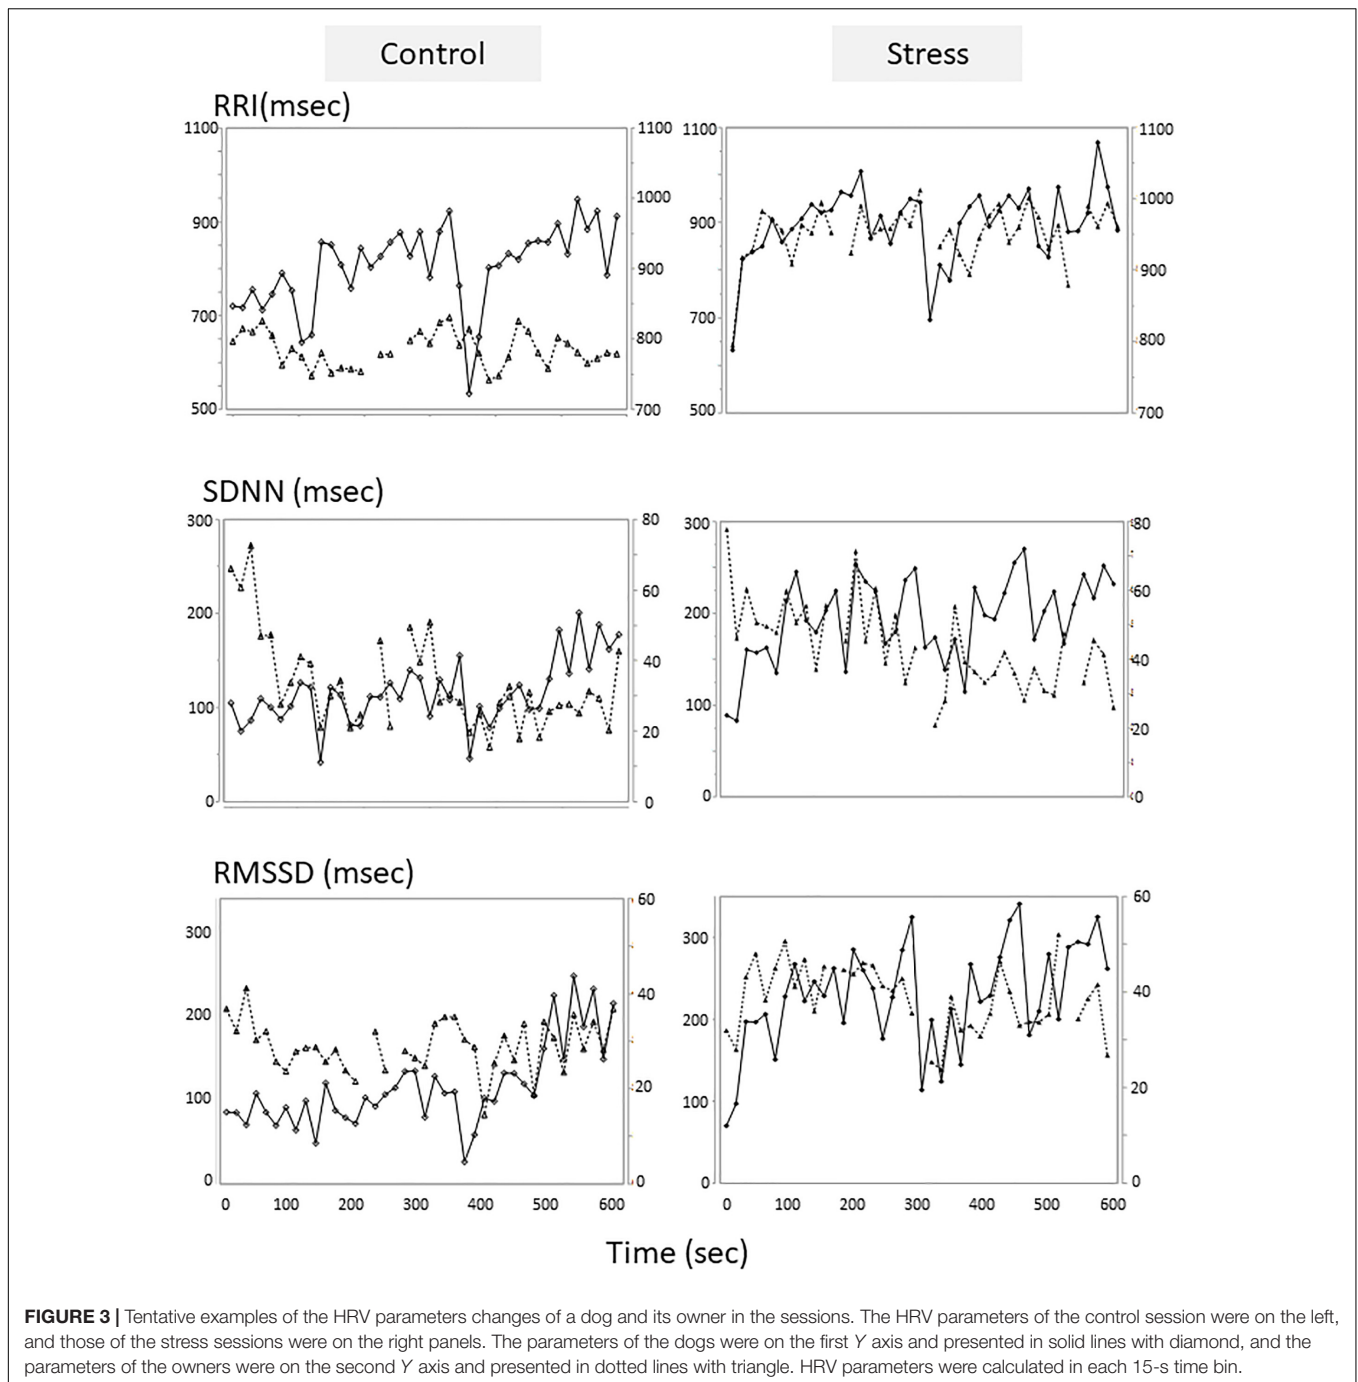 Control Stress
RRI(msec)
1100 1100 1100 1100
1000 1000
900 900
900 900
800 800
700 700
500 700 500 700
SDNN (msec)
300 80 300 80
60 60
200 200
40 40
100 100
20 20
0 0 0 0
RMSSD (msec)
60 60
300 300
40 40
200 200
20 20
100 100
0 0 0 0
0 100 200 300 400 500 600 0 100 200 300 400 500 600
Time (sec)
FIGURE 3 | Tentative examples of the HRV parameters changes of a dog and its owner in the sessions. The HRV parameters of the control session were on the left,
and those of the stress sessions were on the right panels. The parameters of the dogs were on the first Y axis and presented in solid lines with diamond, and the
parameters of the owners were on the second Y axis and presented in dotted lines with triangle. HRV parameters were calculated in each 15-s time bin.